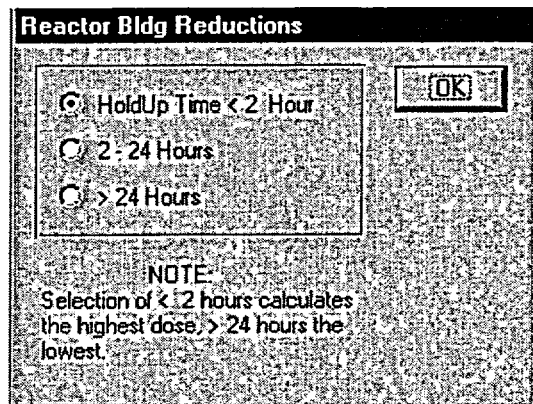 Reactor Bldg Reductions
HoldUp Time < 2 Hour
OK
2 - 24 Hours
> 24 Hours
NOTE:
Selection of < 2 hours calculates
the highest dose, > 24 hours the
lowest.